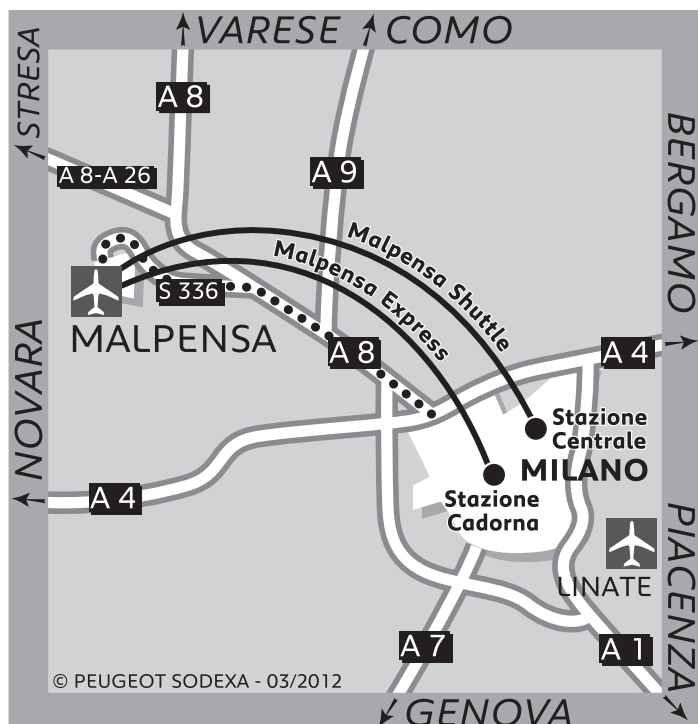 VARESE
COMO
STRESA
A 8
A 8-A 26
A 9
BERGAMO
Malpensa Shuttle
Malpensa Express
S 336
MALPENSA
A 8
A 4
NOVARA
Stazione
Centrale
MILANO
A 4
Stazione
Cadorna
PIACENZA
LINATE
A 7
A 1
© PEUGEOT SODEXA - 03/2012
GENOVA